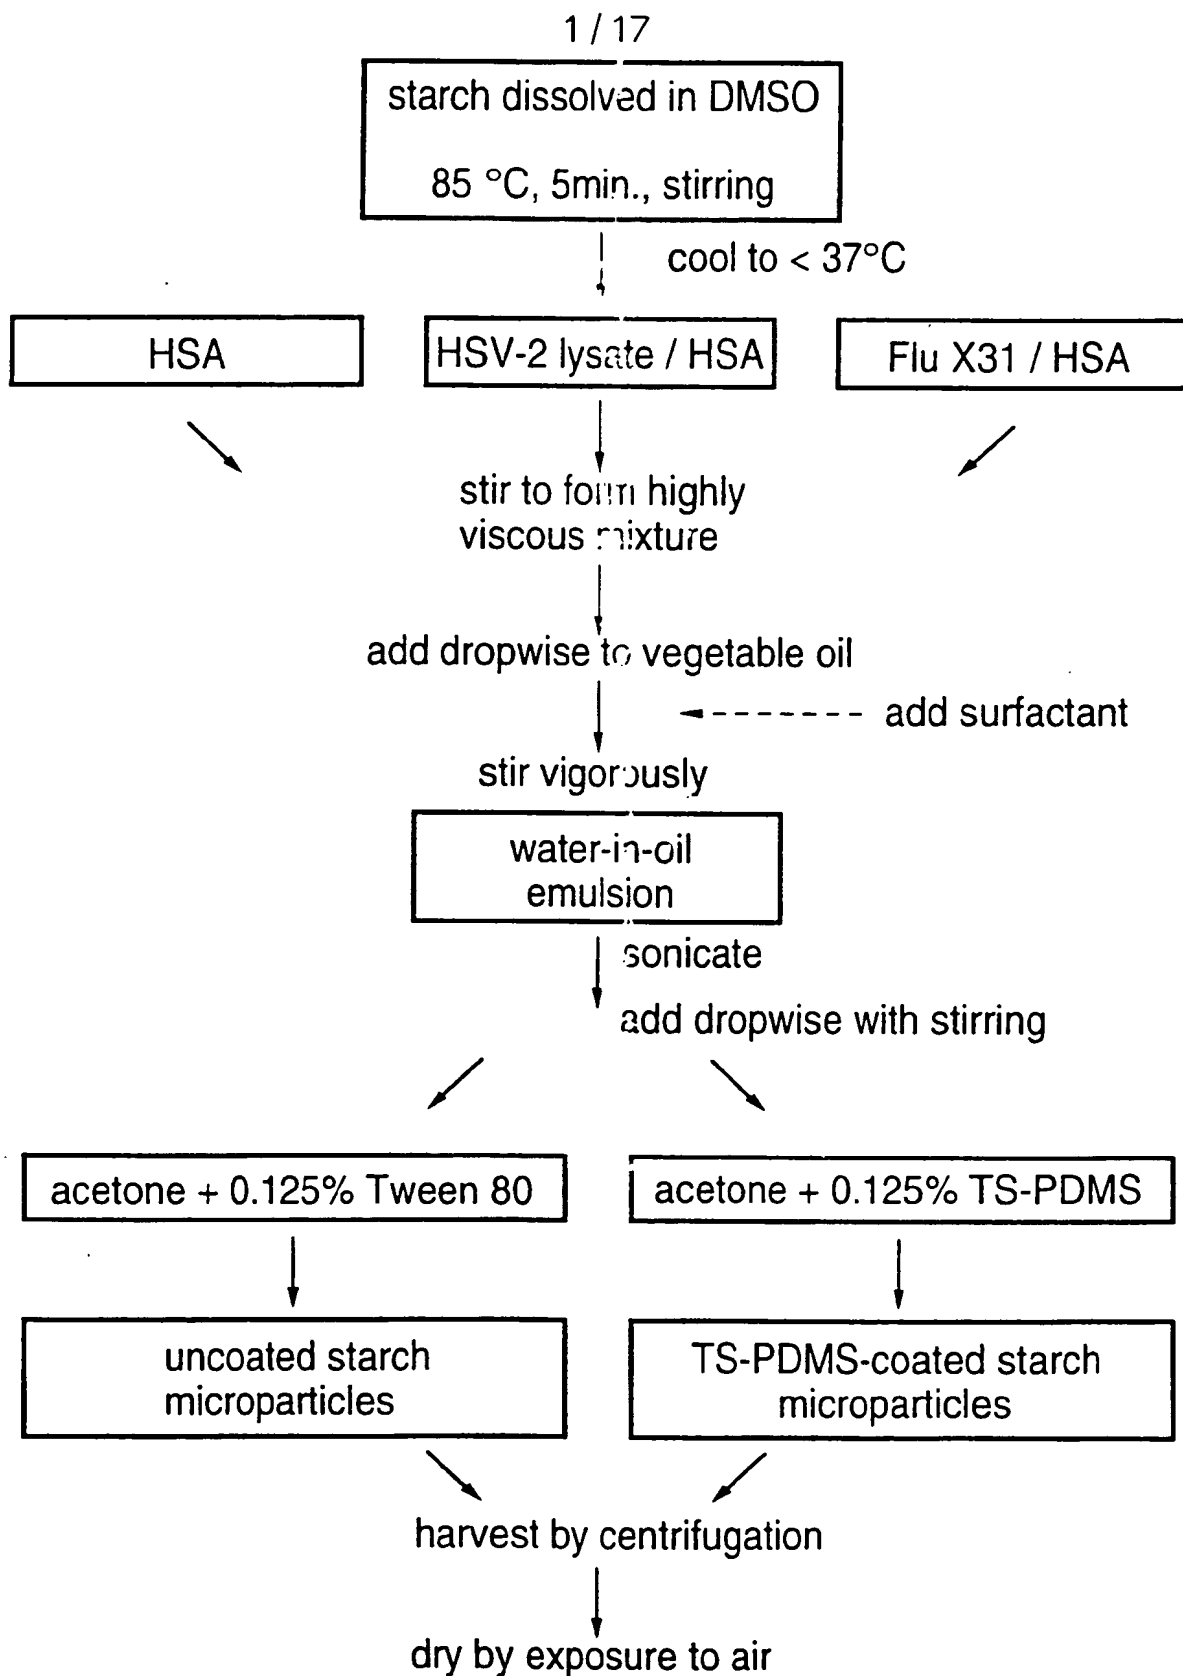 1 / 17
starch dissolved in DMSO
85 °C, 5min., stirring
cool to < 37°C
HSA
HSV-2 lysate / HSA
Flu X31 / HSA
stir to form highly
viscous mixture
add dropwise to vegetable oil
add surfactant
stir vigorously
water-in-oil
emulsion
sonicate
add dropwise with stirring
acetone + 0.125% Tween 80
acetone + 0.125% TS-PDMS
uncoated starch
microparticles
TS-PDMS-coated starch
microparticles
harvest by centrifugation
dry by exposure to air